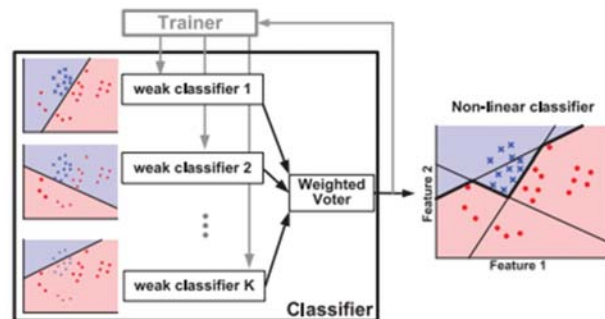 Trainer
weak classifier 1
weak classifier 2
weak classifier K
Weighted
Voter
Classifier
Non-linear classifier
Feature 2
Feature 1